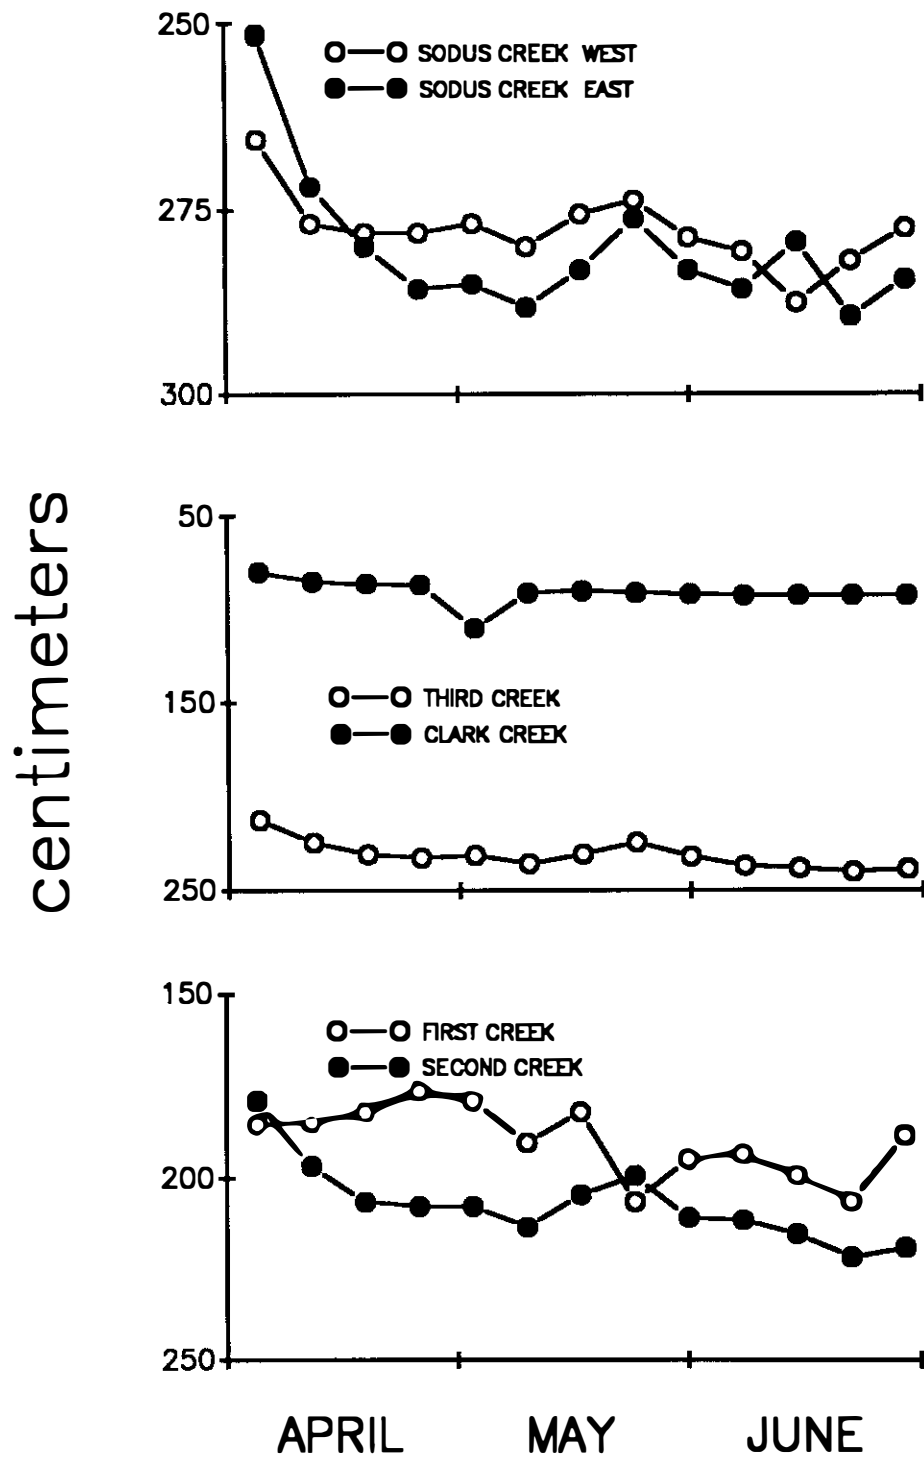 250
SODUS CREEK WEST
SODUS CREEK EAST
275
300
centimeters
50
150
THIRD CREEK
CLARK CREEK
250
150
FIRST CREEK
SECOND CREEK
200
250
APRIL MAY JUNE